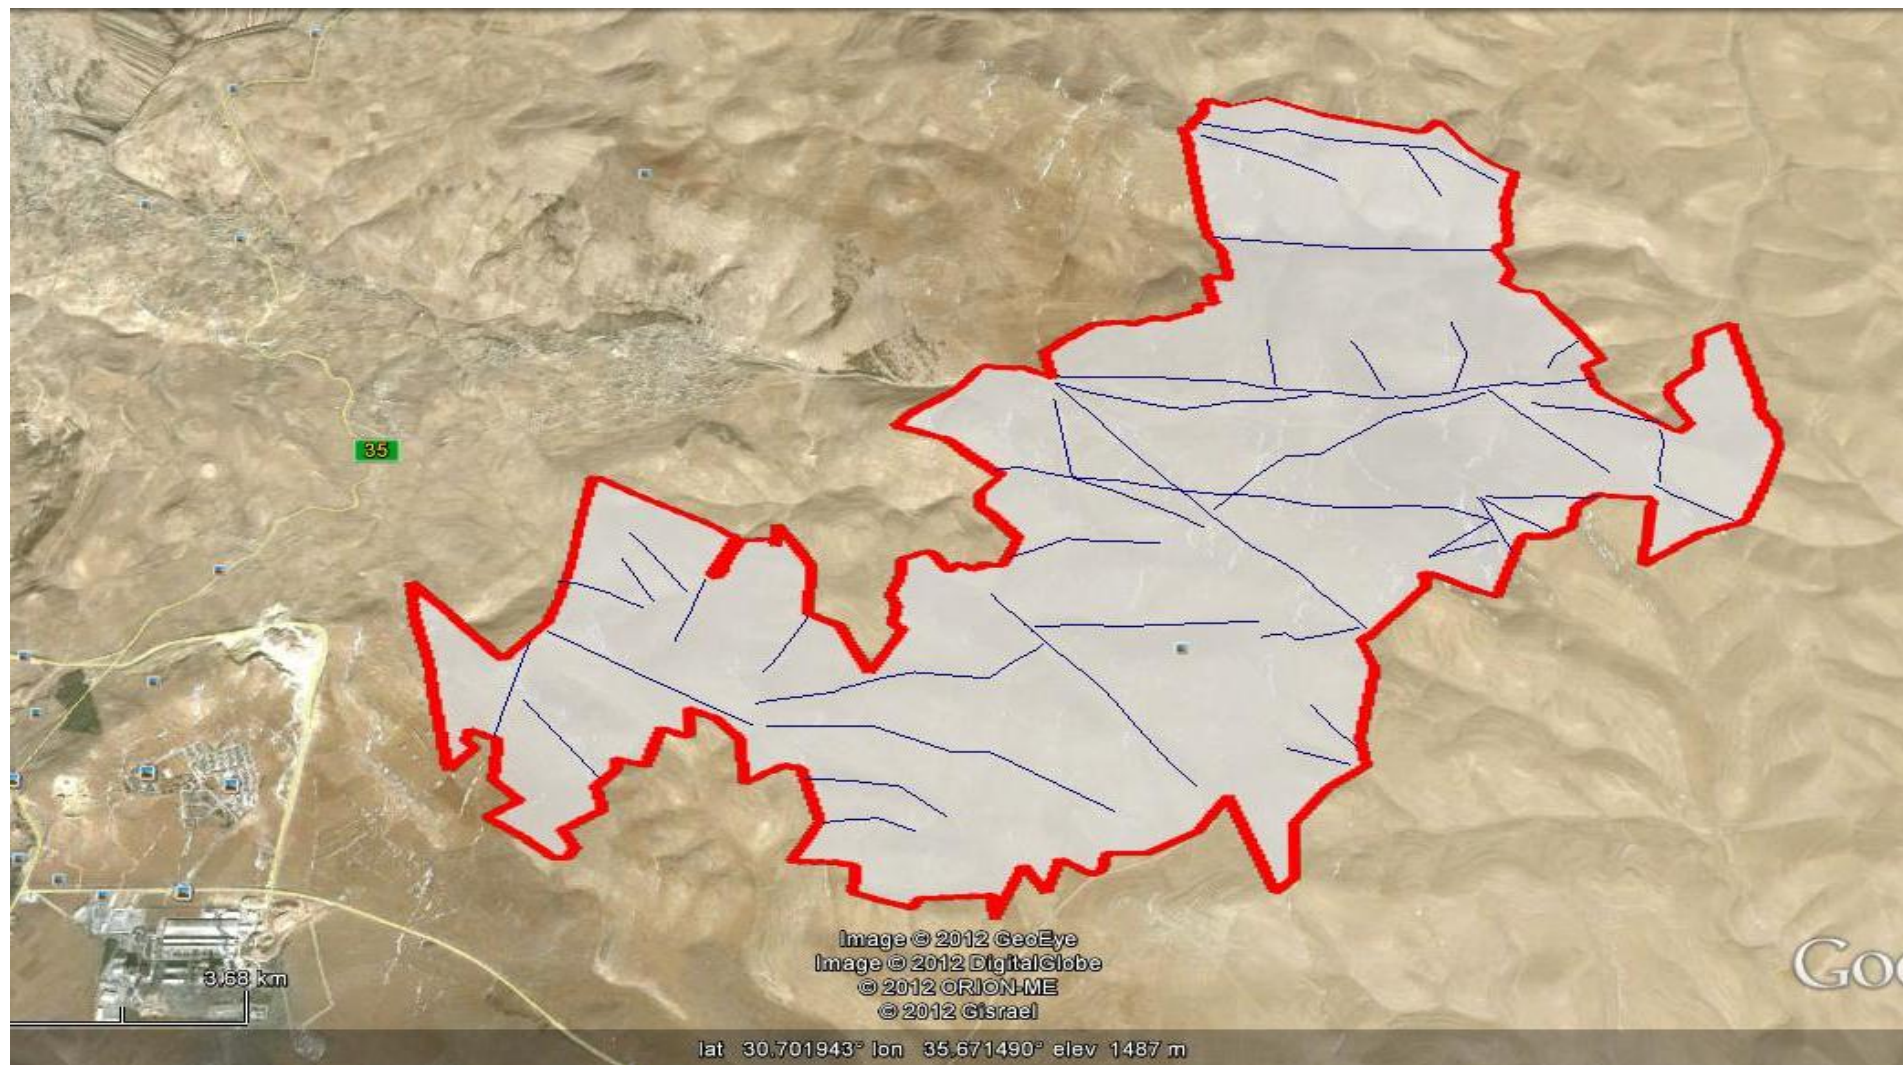 35
Image © 2012 GeoEye
Image © 2012 DigitalGlobe
© 2012 ORION-ME
© 2012 Gisrael
Goo
3.68 km
lat 30.701943° lon 35.671490° elev 1487 m